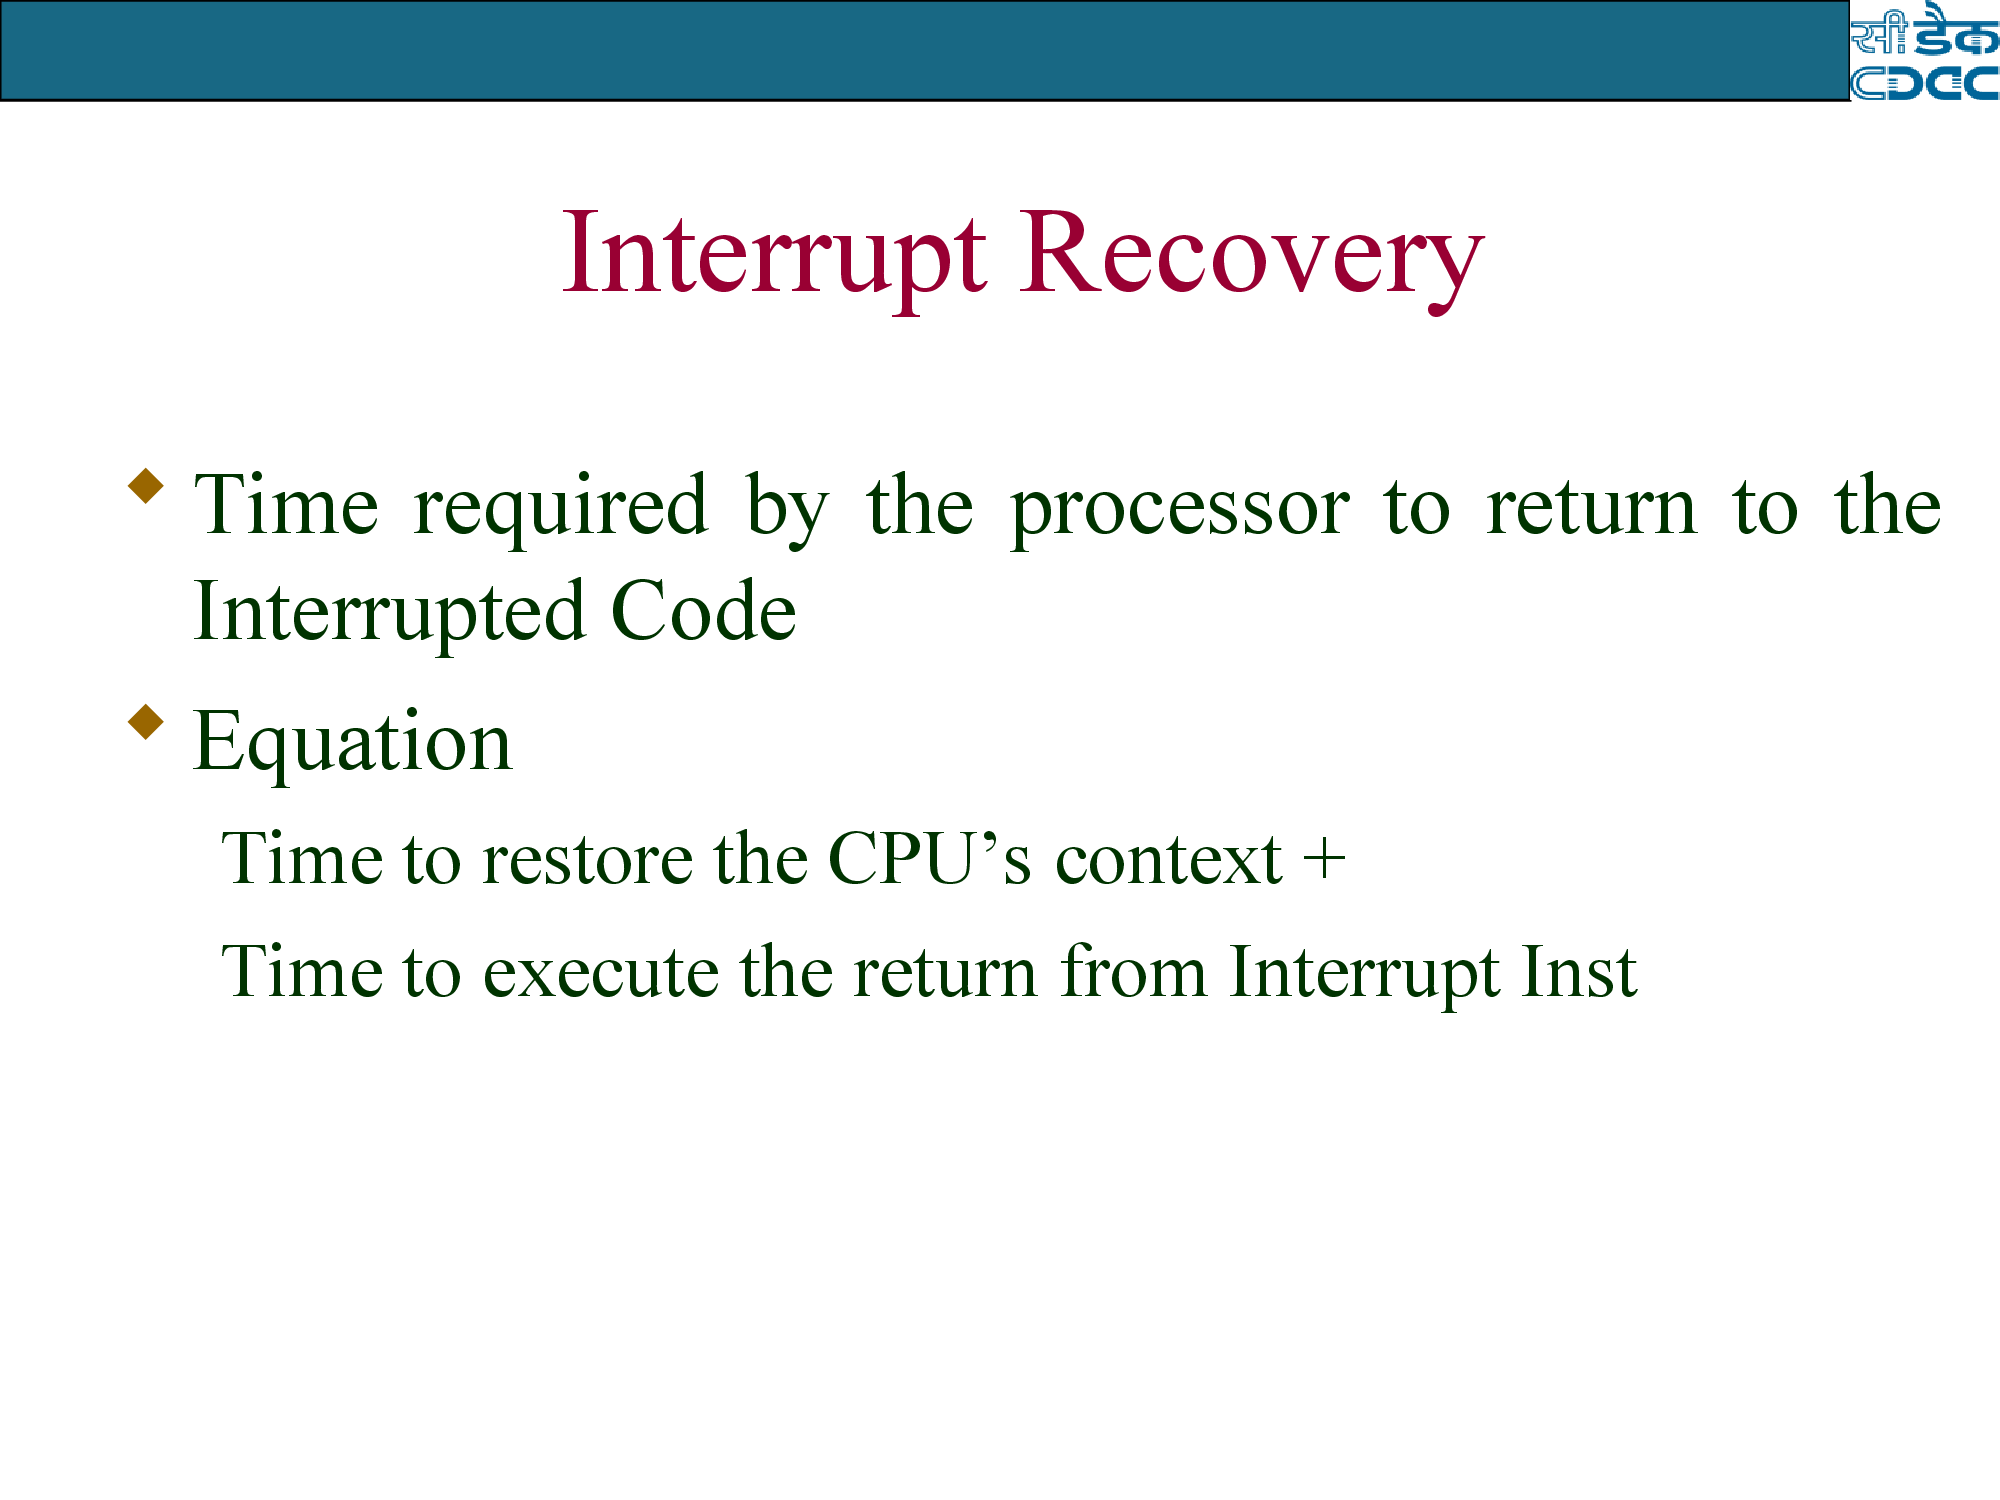 सी डैक
CDAC
Interrupt Recovery
Time required by the processor to return to the
Interrupted Code
Equation
Time to restore the CPU’s context +
Time to execute the return from Interrupt Inst